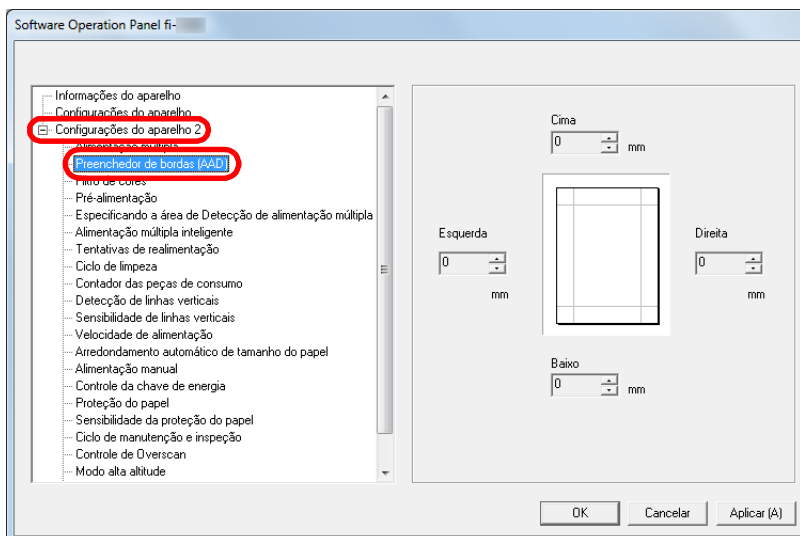 Software Operation Panel fi-
Informações do aparelho
Configurações do aparelho
Configurações do aparelho 2
Alimentação múltipla
Preenchedor de bordas (AAD)
Filtro de cores
Pré-alimentação
Especificando a área de Detecção de alimentação múltipla
Alimentação múltipla inteligente
Tentativas de realimentação
Ciclo de limpeza
Contador das peças de consumo
Detecção de linhas verticais
Sensibilidade de linhas verticais
Velocidade de alimentação
Arredondamento automático de tamanho do papel
Alimentação manual
Controle da chave de energia
Proteção do papel
Sensibilidade da proteção do papel
Ciclo de manutenção e inspeção
Controle de Overscan
Modo alta altitude
Cima
0 mm
Esquerda
0
mm
Direita
0
mm
Baixo
0 mm
OK Cancelar Aplicar (A)